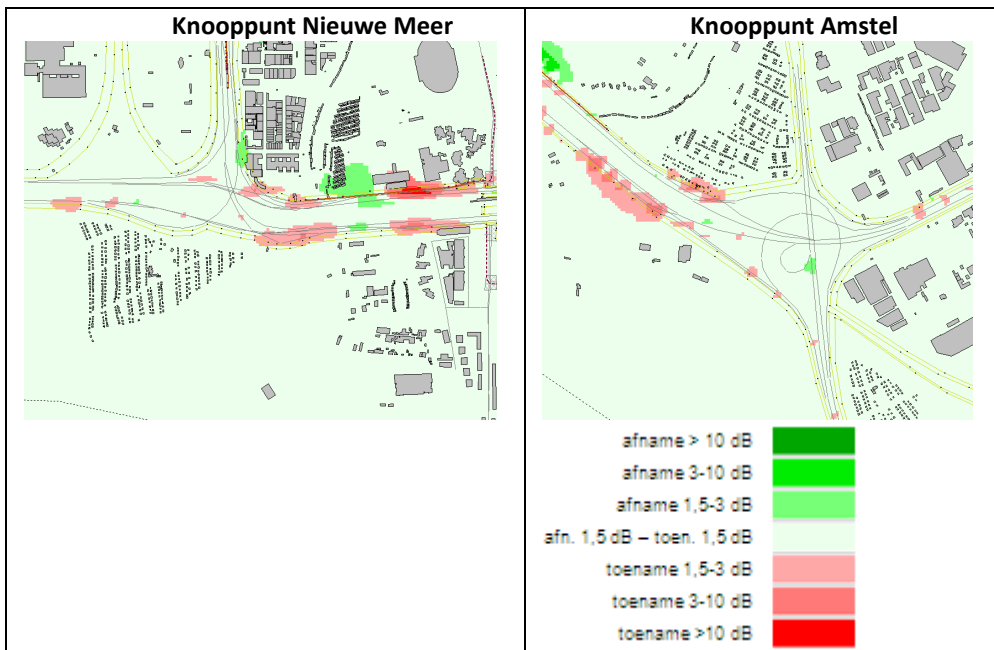 Knooppunt Nieuwe Meer
Knooppunt Amstel
afname > 10 dB
afname 3-10 dB
afname 1,5-3 dB
afn. 1,5 dB – toen. 1,5 dB
toename 1,5-3 dB
toename 3-10 dB
toename >10 dB